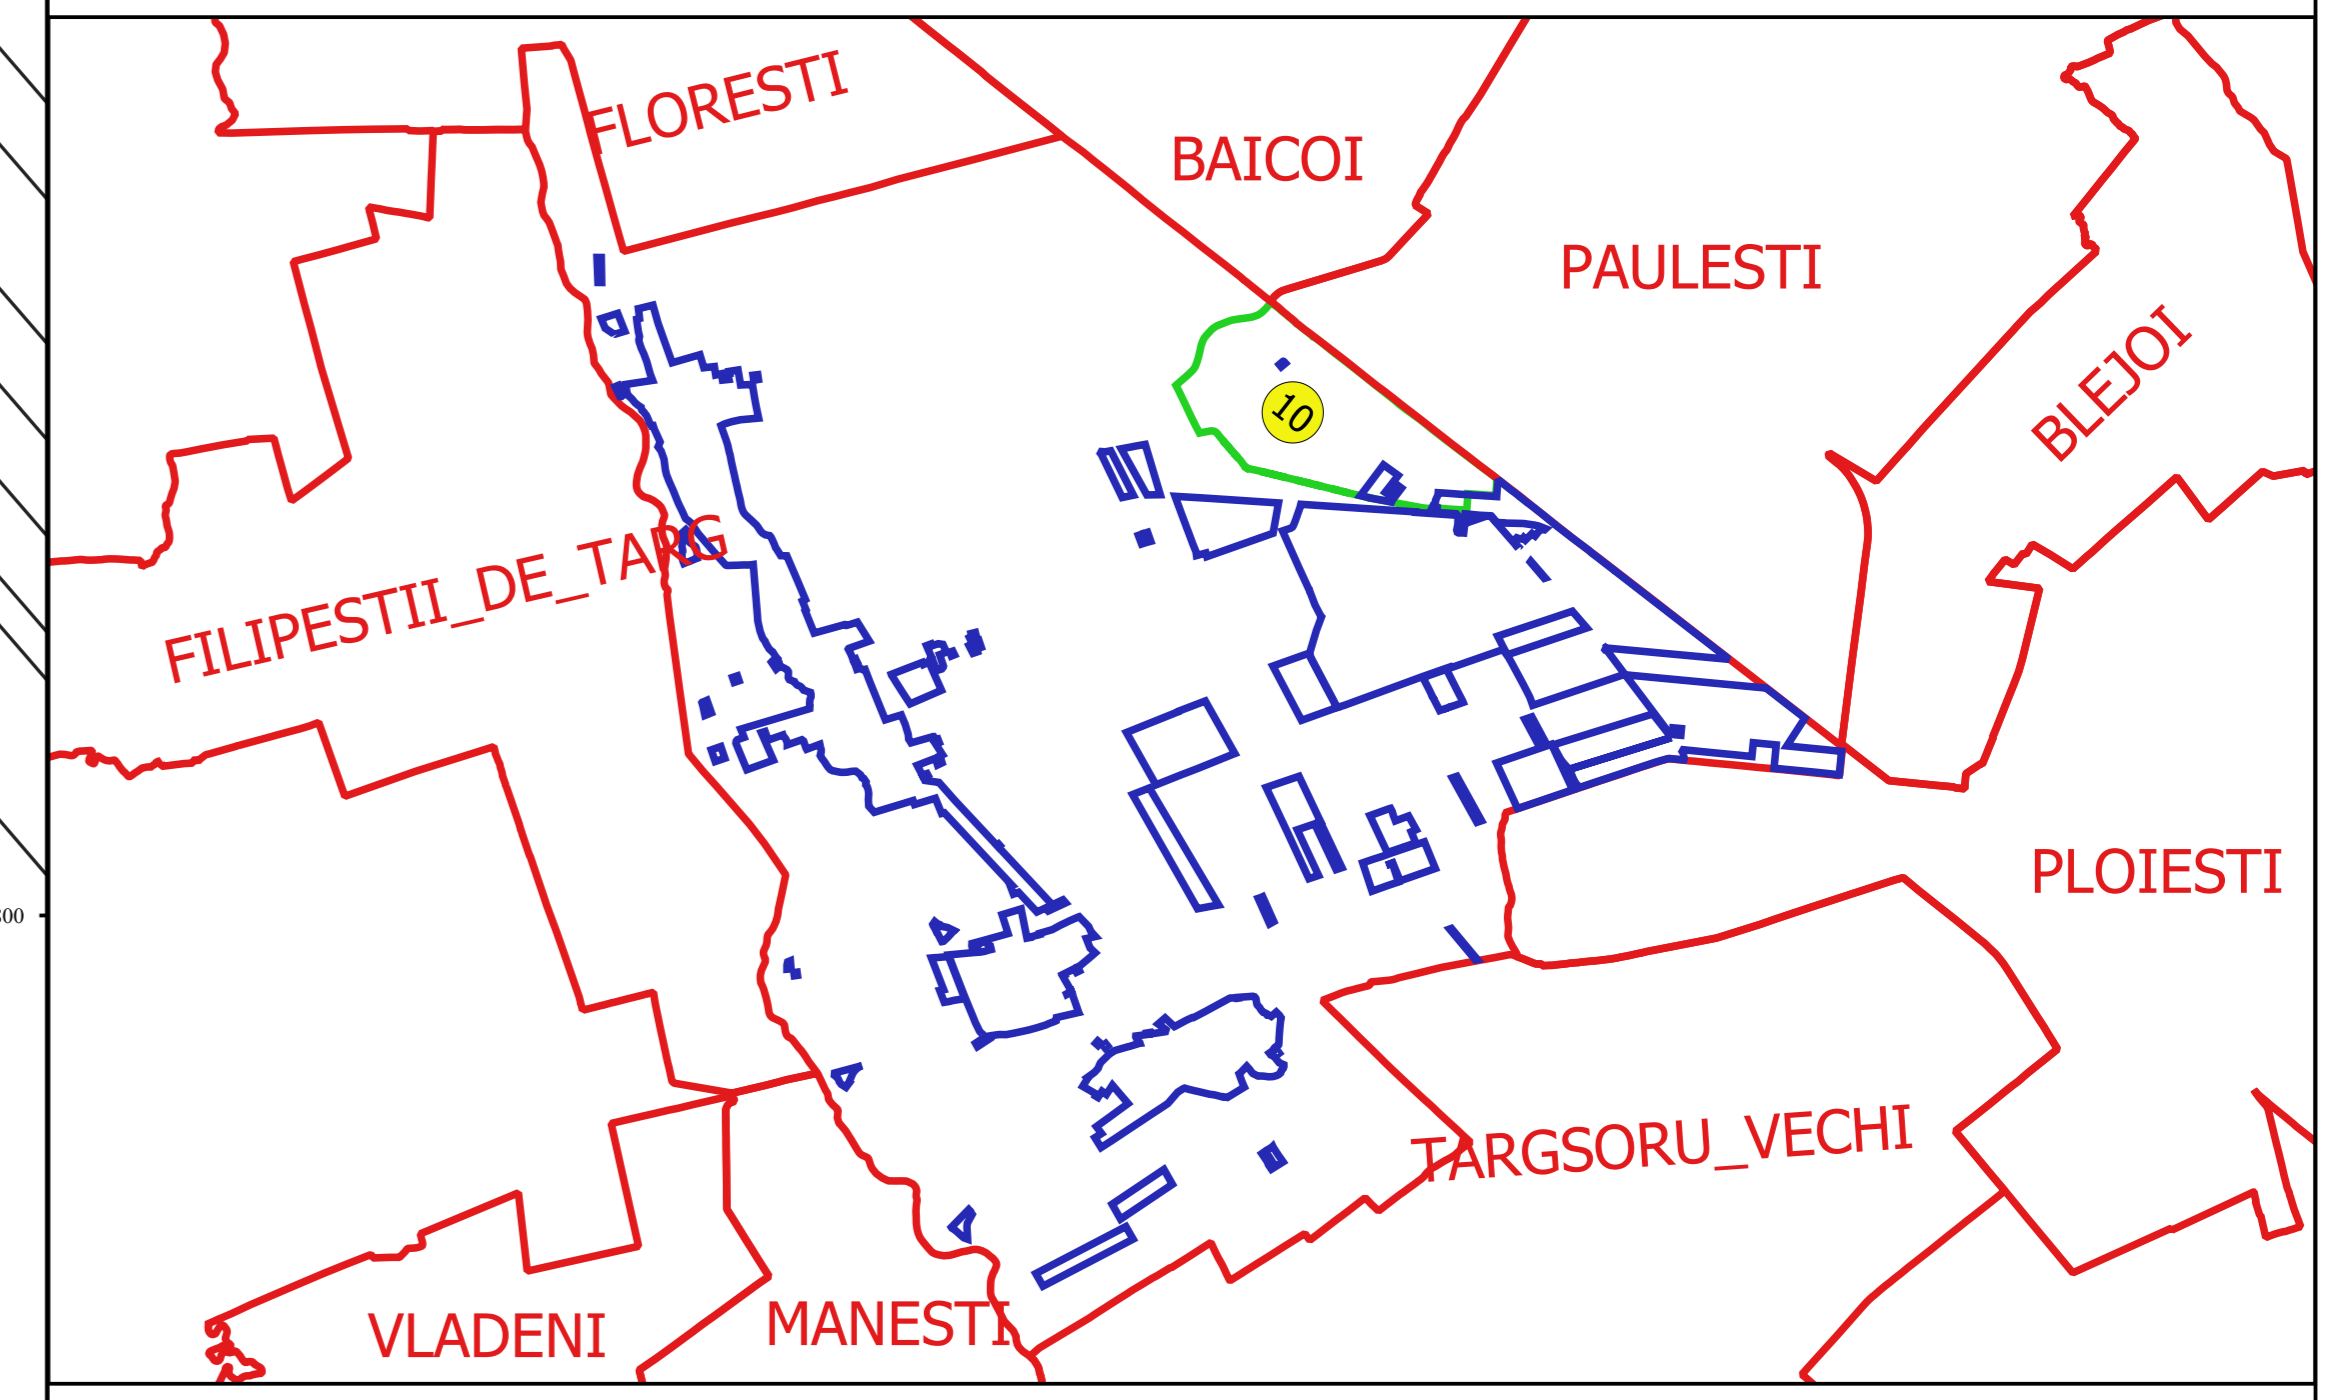 FLORESTI
BAICOI
PAULESTI
BLEJOI
10
FILIPESTII_DE_TARG
PLOIESTI
TARGSORU_VECHI
VLADENI
MANESTI